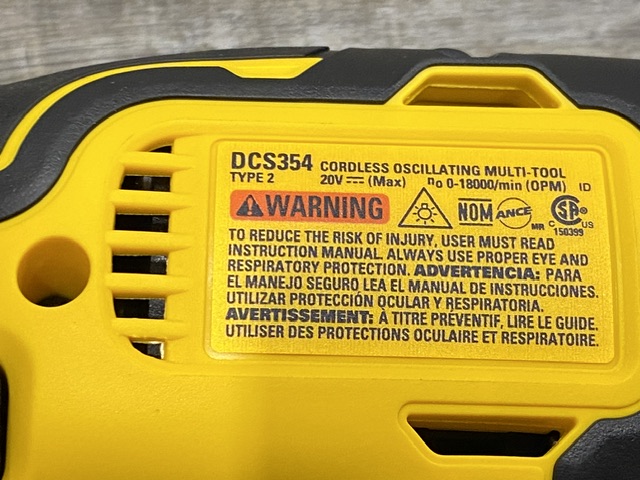 DCS354 CORDLESS OSCILLATING MULTI-TOOL
TYPE 2 20V ⎓ (Max) no 0-18000/min (OPM) ID
WARNING NOM ANCE MR C US
150399
TO REDUCE THE RISK OF INJURY, USER MUST READ
INSTRUCTION MANUAL. ALWAYS USE PROPER EYE AND
RESPIRATORY PROTECTION. ADVERTENCIA: PARA
EL MANEJO SEGURO LEA EL MANUAL DE INSTRUCCIONES.
UTILIZAR PROTECCIÓN OCULAR Y RESPIRATORIA.
AVERTISSEMENT: À TITRE PRÉVENTIF, LIRE LE GUIDE.
UTILISER DES PROTECTIONS OCULAIRE ET RESPIRATOIRE.